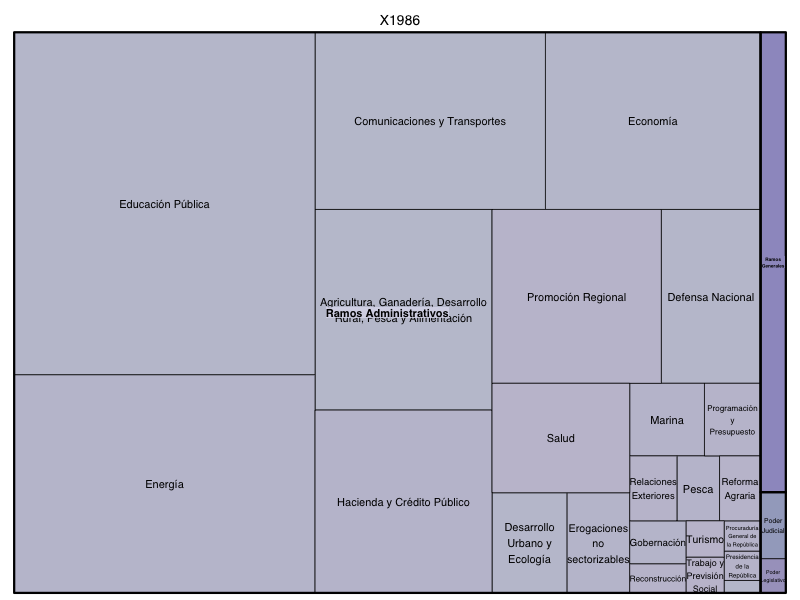 X1986
Educación Pública
Energía
Comunicaciones y Transportes
Economía
Agricultura, Ganadería, Desarrollo
Rural, Pesca y Alimentación
Ramos Administrativos
Hacienda y Crédito Público
Promoción Regional
Defensa Nacional
Salud
Marina
Programación
y
Presupuesto
Relaciones
Exteriores
Pesca
Reforma
Agraria
Desarrollo
Urbano y
Ecología
Erogaciones
no
sectorizables
Gobernación
Reconstrucción
Turismo
Trabajo y
Previsión
Social
Procuraduría
General de
la República
Presidencia
de la
República
Ramos
Generales
Poder
Judicial
Poder
Legislativo